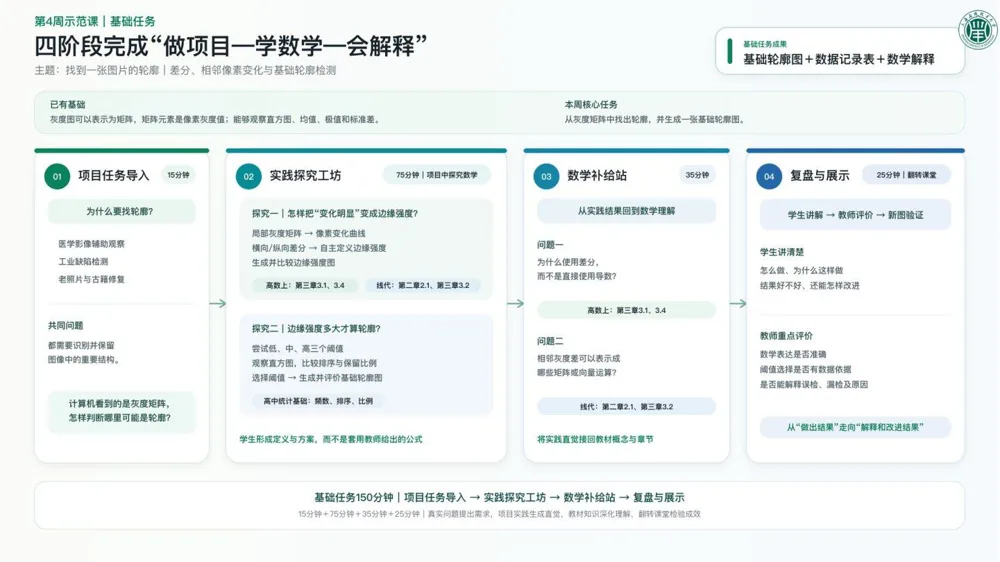 第4周示范课｜基础任务
四阶段完成“做项目—学数学—会解释”
主题：找到一张图片的轮廓｜差分、相邻像素变化与基础轮廓检测
基础任务成果
基础轮廓图＋数据记录表＋数学解释
已有基础
灰度图可以表示为矩阵，矩阵元素是像素灰度值；能够观察直方图、均值、极值和标准差。
本周核心任务
从灰度矩阵中找出轮廓，并生成一张基础轮廓图。
01 项目任务导入 15分钟
为什么要找轮廓？
医学影像辅助观察
工业缺陷检测
老照片与古籍修复
共同问题
都需要识别并保留
图像中的重要结构。
计算机看到的是灰度矩阵，
怎样判断哪里可能是轮廓？
02 实践探究工坊 75分钟｜项目中探究数学
探究一｜怎样把“变化明显”变成边缘强度？
局部灰度矩阵 → 像素变化曲线
横向/纵向差分 → 自主定义边缘强度
生成并比较边缘强度图
高数上：第三章3.1、3.4 线代：第二章2.1、第三章3.2
探究二｜边缘强度多大才算轮廓？
尝试低、中、高三个阈值
观察直方图，比较排序与保留比例
选择阈值 → 生成并评价基础轮廓图
高中统计基础：频数、排序、比例
学生形成定义与方案，而不是套用教师给出的公式
03 数学补给站 35分钟
从实践结果回到数学理解
问题一
为什么使用差分，
而不是直接使用导数？
高数上：第三章3.1、3.4
问题二
相邻灰度差可以表示成
哪些矩阵或向量运算？
线代：第二章2.1、第三章3.2
将实践直觉接回教材概念与章节
04 复盘与展示 25分钟｜翻转课堂
学生讲解 → 教师评价 → 新图验证
学生讲清楚
怎么做、为什么这样做
结果好不好、还能怎样改进
教师重点评价
数学表达是否准确
阈值选择是否有数据依据
是否能解释误检、漏检及原因
从“做出结果”走向“解释和改进结果”
基础任务150分钟｜项目任务导入 → 实践探究工坊 → 数学补给站 → 复盘与展示
15分钟＋75分钟＋35分钟＋25分钟｜真实问题提出需求，项目实践生成直觉，教材知识深化理解，翻转课堂检验成效